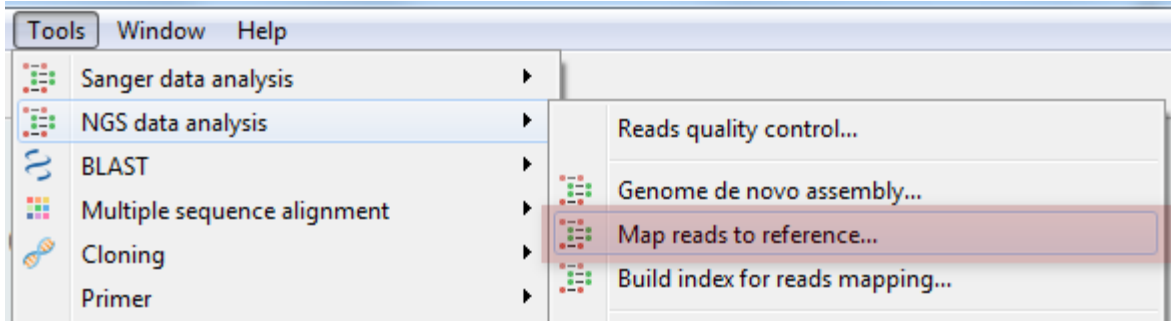 Tools Window Help
Sanger data analysis
NGS data analysis
BLAST
Multiple sequence alignment
Cloning
Primer
Reads quality control...
Genome de novo assembly...
Map reads to reference...
Build index for reads mapping...